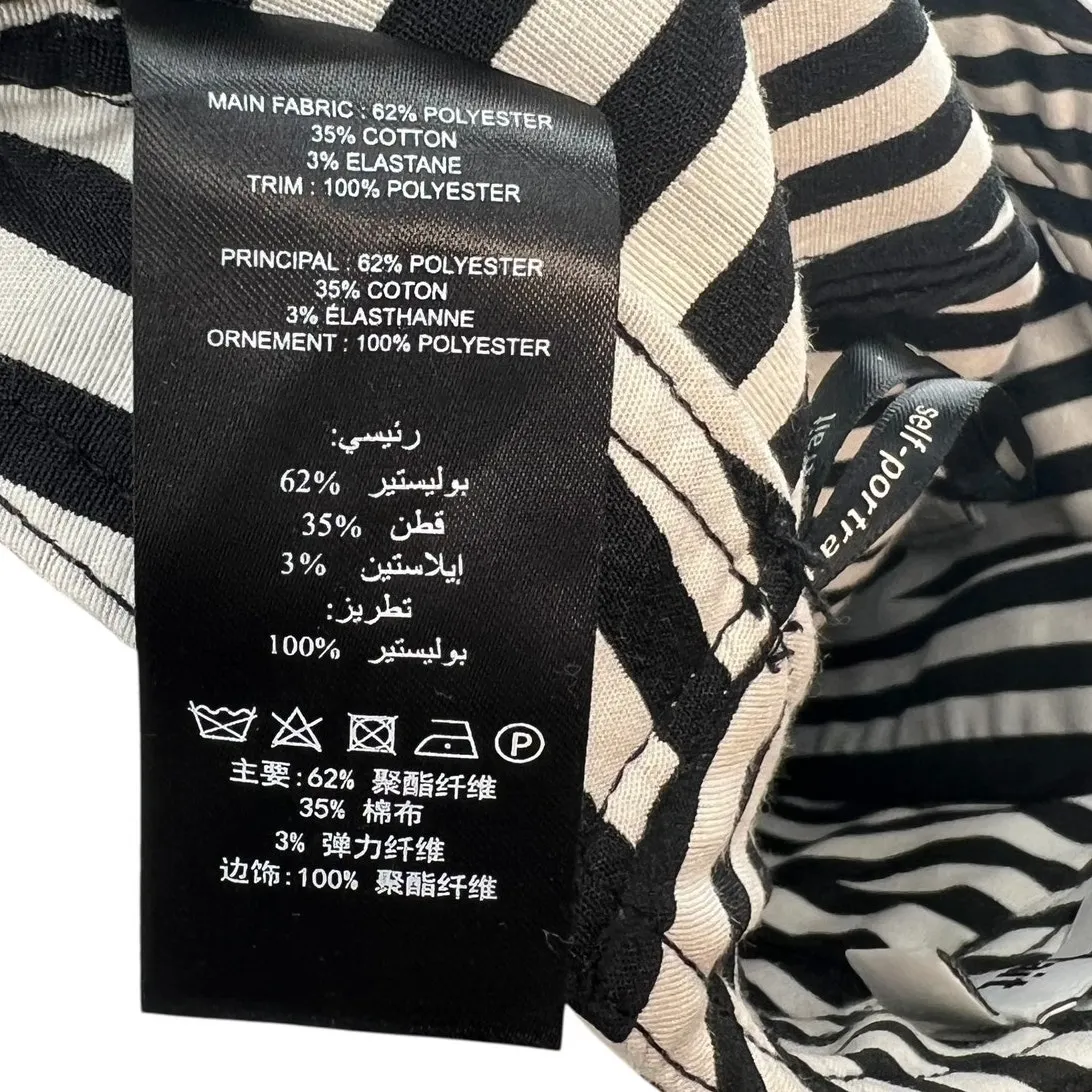 MAIN FABRIC : 62% POLYESTER
35% COTTON
3% ELASTANE
TRIM : 100% POLYESTER
PRINCIPAL : 62% POLYESTER
35% COTON
3% ÉLASTHANNE
ORNEMENT : 100% POLYESTER
رئيسي:
بوليستير 62%
قطن 35%
إيلاستين 3%
تطريز:
بوليستير 100%
P
主要:62% 聚酯纤维
35% 棉布
3% 弹力纤维
边饰:100% 聚酯纤维
self-portra